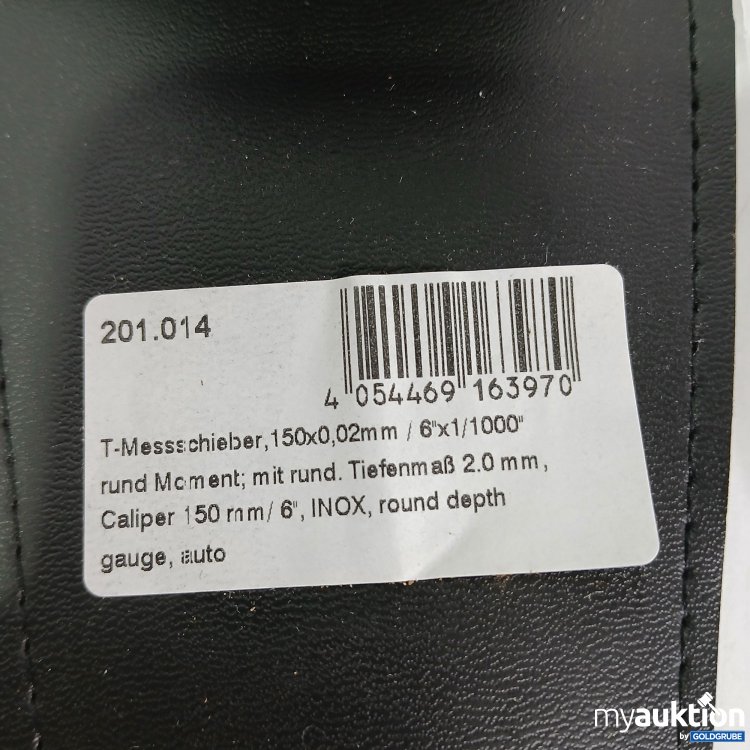 201.014
4 054469 163970
T-Messschieber,150x0,02mm / 6"x1/1000"
rund Moment; mit rund. Tiefenmaß 2.0 mm,
Caliper 150 mm/ 6", INOX, round depth
gauge, auto
myauktion
by GOLDGRUBE